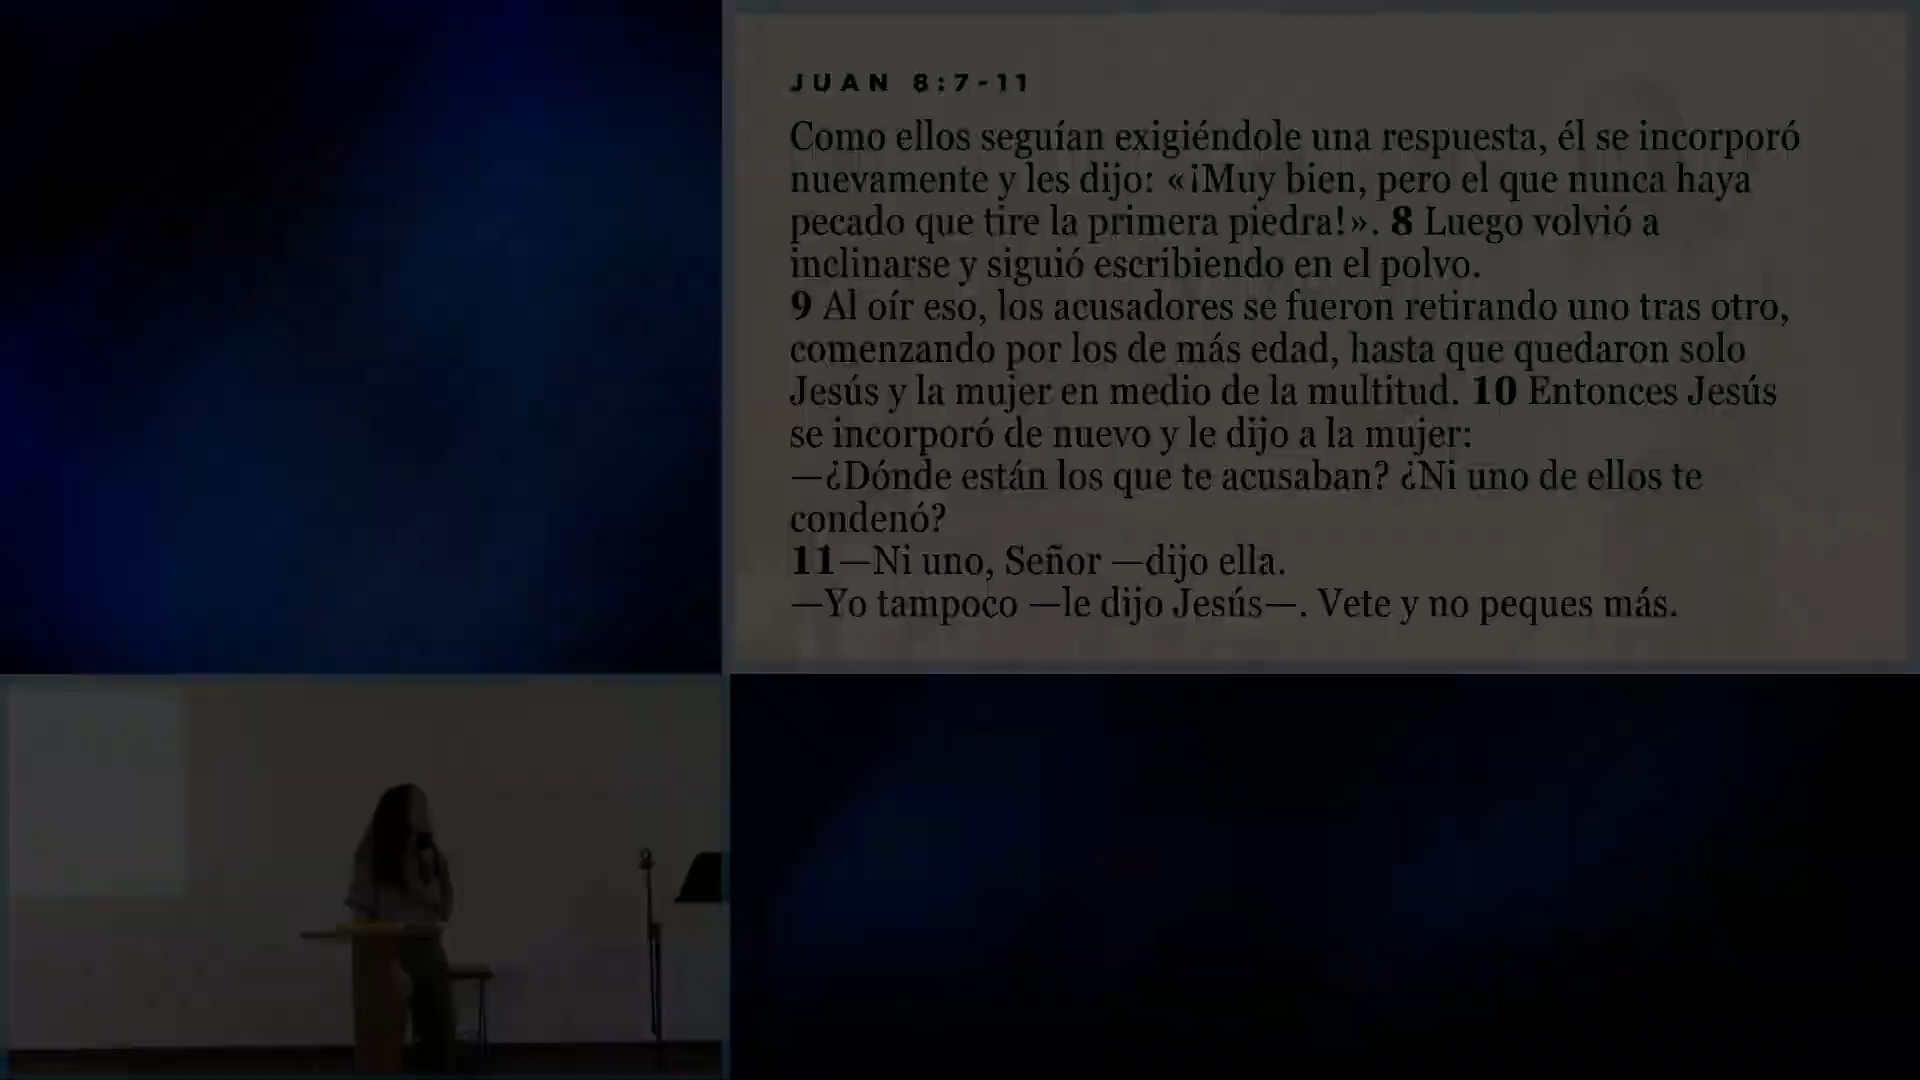 JUAN 8:7-11
Como ellos seguían exigiéndole una respuesta, él se incorporó
nuevamente y les dijo: «¡Muy bien, pero el que nunca haya
pecado que tire la primera piedra!». 8 Luego volvió a
inclinarse y siguió escribiendo en el polvo.
9 Al oír eso, los acusadores se fueron retirando uno tras otro,
comenzando por los de más edad, hasta que quedaron solo
Jesús y la mujer en medio de la multitud. 10 Entonces Jesús
se incorporó de nuevo y le dijo a la mujer:
—¿Dónde están los que te acusaban? ¿Ni uno de ellos te
condenó?
11—Ni uno, Señor —dijo ella.
—Yo tampoco —le dijo Jesús—. Vete y no peques más.